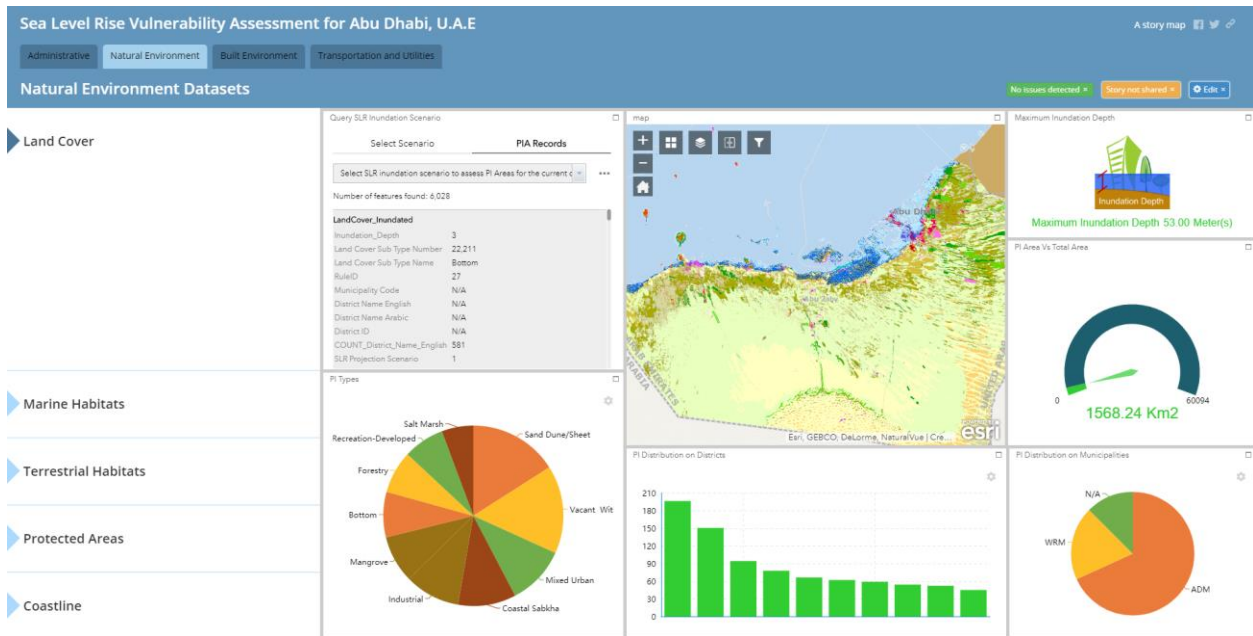 Sea Level Rise Vulnerability Assessment for Abu Dhabi, U.A.E
A story map
Administrative
Natural Environment
Built Environment
Transportation and Utilities
Natural Environment Datasets
No issues detected ×
Story not shared ×
Edit ×
Land Cover
Marine Habitats
Terrestrial Habitats
Protected Areas
Coastline
Query SLR Inundation Scenario
Select Scenario
PIA Records
Select SLR inundation scenario to assess PI Areas for the current
Number of features found: 6,028
LandCover_Inundated
Inundation_Depth 3
Land Cover Sub Type Number 22,211
Land Cover Sub Type Name Bottom
RuleID 27
Municipality Code N/A
District Name English N/A
District Name Arabic N/A
District ID N/A
COUNT_District_Name_English 581
SLR Projection Scenario 1
map
Abu Dhabi
Abu Zaby
ARABIA
EMIRATES
UNITED ARAB
Esri, GEBCO, DeLorme, NaturalVue | Cre...
esri
Maximum Inundation Depth
Inundation Depth
Maximum Inundation Depth 53.00 Meter(s)
PI Area Vs Total Area
0
60094
1568.24 Km2
PI Types
Salt Marsh
Sand Dune/Sheet
Recreation-Developed
Forestry
Vacant Wit
Bottom
Mangrove
Mixed Urban
Industrial
Coastal Sabkha
PI Distribution on Districts
210
180
150
120
90
60
30
0
PI Distribution on Municipalities
N/A
WRM
ADM